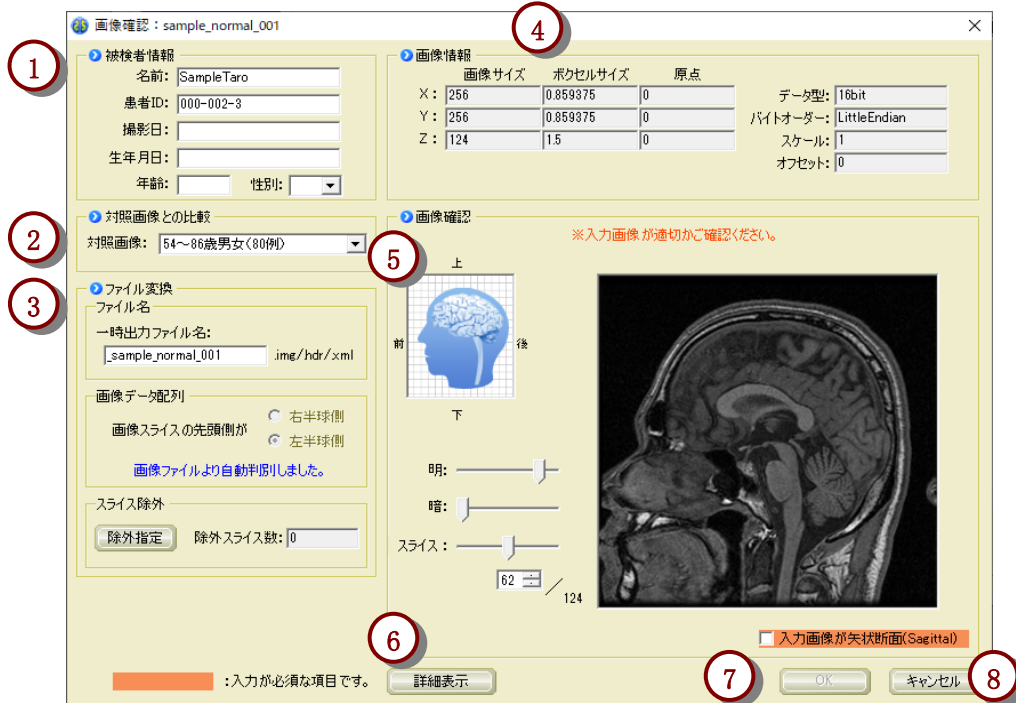 画像確認：sample_normal_001
①
被検者情報
名前: SampleTaro
患者ID: 000-002-3
撮影日:
生年月日:
年齢: 性別:
②
対照画像との比較
対照画像: 54～86歳男女(80例)
③
ファイル変換
ファイル名
一時出力ファイル名:
_sample_normal_001 .img/hdr/xml
画像データ配列
画像スライスの先頭側が
右半球側
左半球側
画像ファイルより自動判別しました。
スライス除外
除外指定 除外スライス数: 0
④
画像情報
画像サイズ ボクセルサイズ 原点
X: 256 0.859375 0
Y: 256 0.859375 0
Z: 124 1.5 0
データ型: 16bit
バイトオーダー: LittleEndian
スケール: 1
オフセット: 0
⑤
画像確認
※入力画像が適切かご確認ください。
上
前 後
下
明:
暗:
スライス:
62 / 124
入力画像が矢状断面(Sagittal)
:入力が必須な項目です。
⑥
詳細表示
⑦
OK
キャンセル
⑧